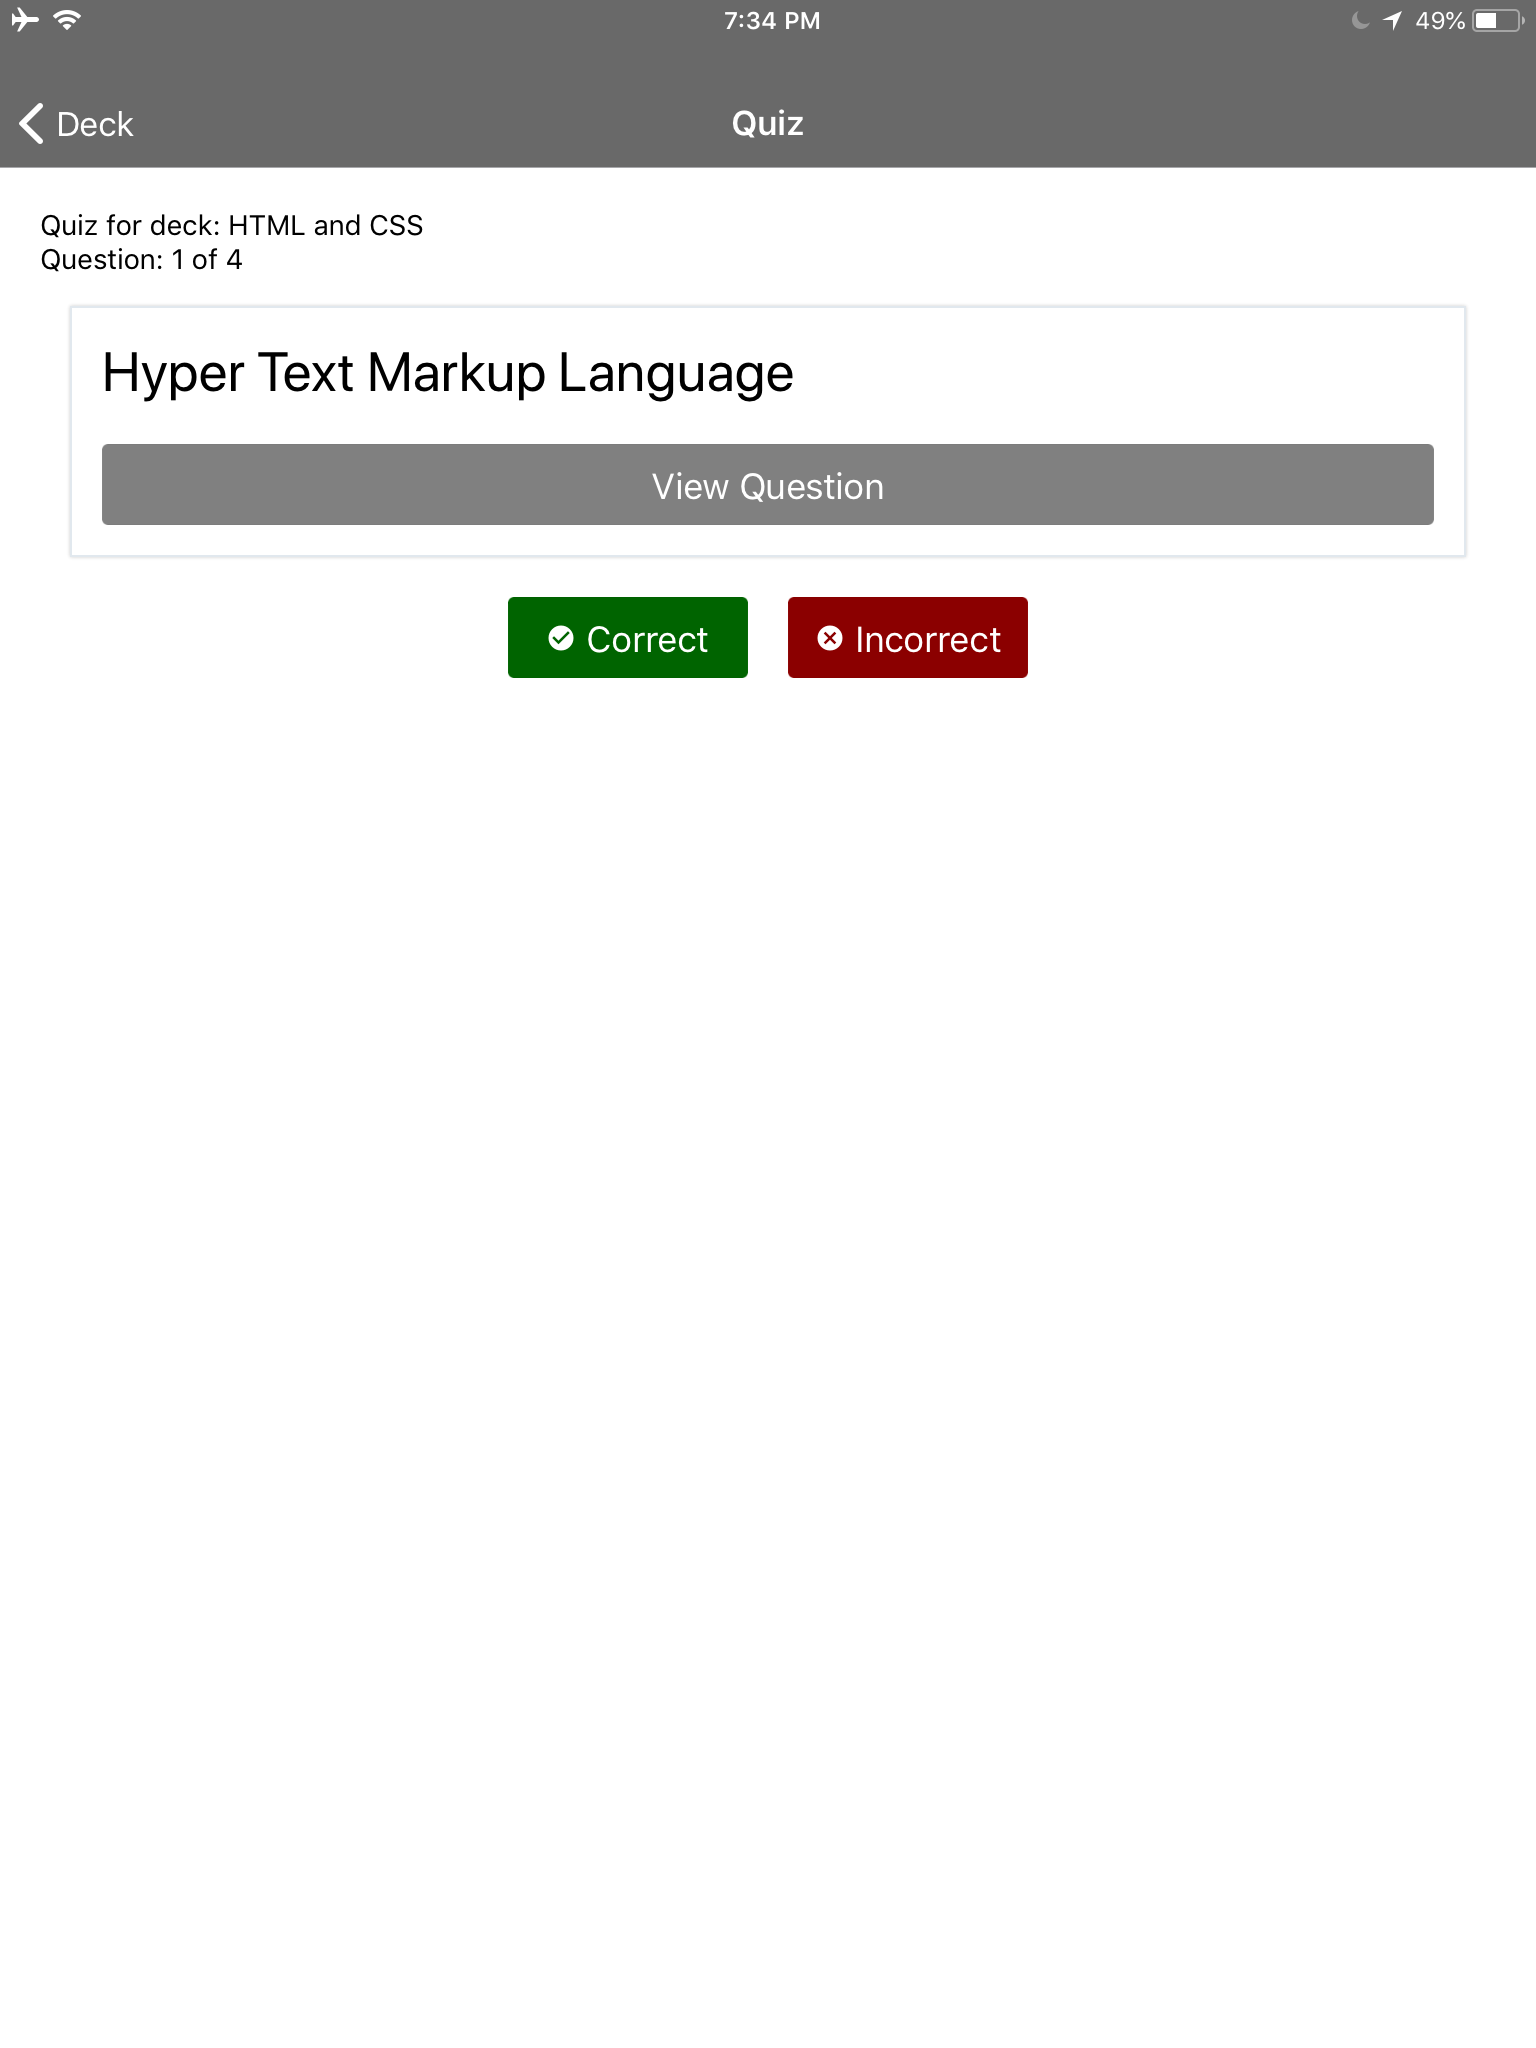 7:34 PM
49%
Deck
Quiz
Quiz for deck: HTML and CSS
Question: 1 of 4
Hyper Text Markup Language
View Question
Correct
Incorrect